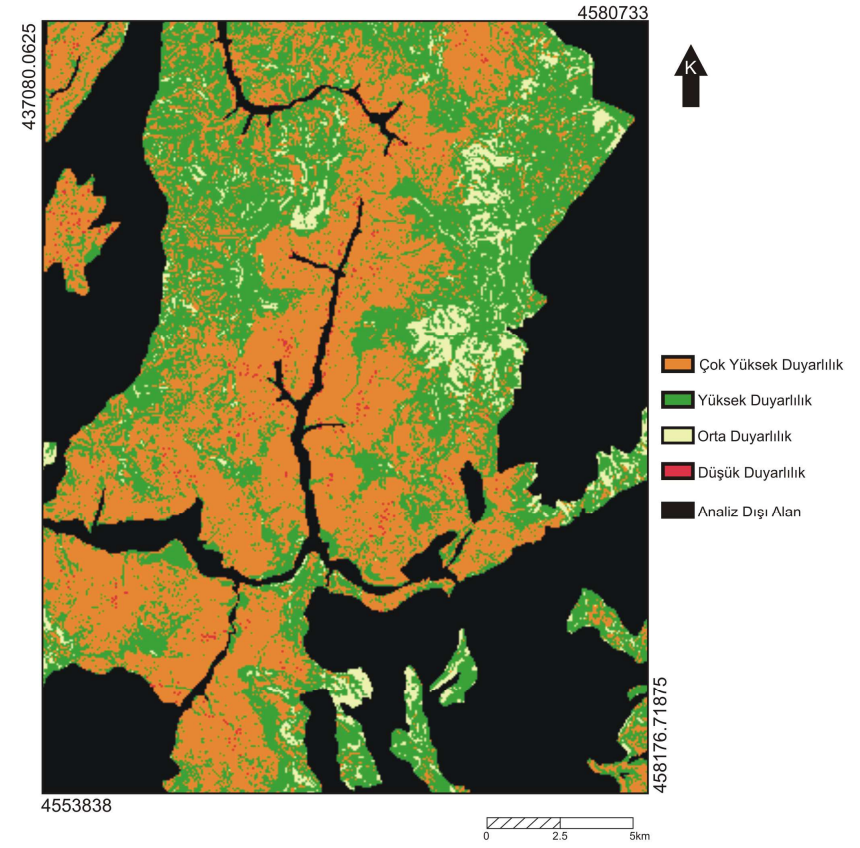 4580733
437080.0625
K
Çok Yüksek Duyarlılık
Yüksek Duyarlılık
Orta Duyarlılık
Düşük Duyarlılık
Analiz Dışı Alan
458176.71875
4553838
0 2.5 5km